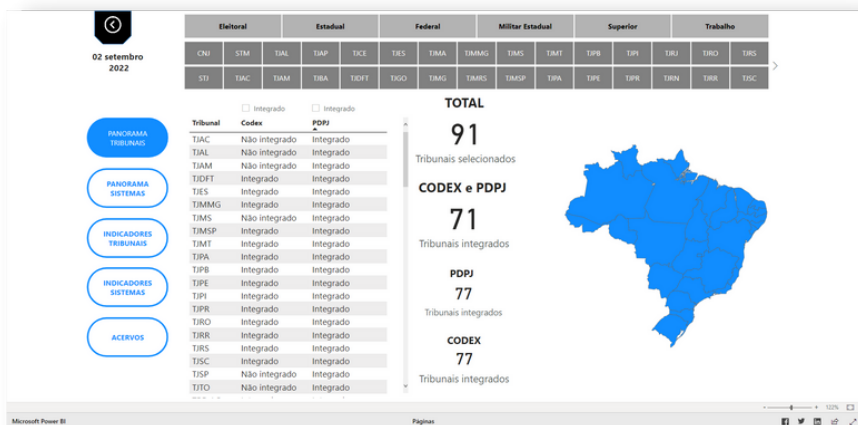 02 setembro
2022
Eleitoral Estadual Federal Militar Estadual Superior Trabalho
CNJ STM TJAL TJAP TJCE TJES TJMA TJMMG TJMS TJMT TJPB TJPI TJRJ TJRO TJRS
STJ TJAC TJAM TJBA TJDFT TJGO TJMG TJMRS TJMSP TJPA TJPE TJPR TJRN TJRR TJSC
PANORAMA
TRIBUNAIS
PANORAMA
SISTEMAS
INDICADORES
TRIBUNAIS
INDICADORES
SISTEMAS
ACERVOS
Integrado Integrado
Tribunal Codex PDPJ
TJAC Não integrado Integrado
TJAL Não integrado Integrado
TJAM Não integrado Integrado
TJDFT Integrado Integrado
TJES Integrado Integrado
TJMMG Integrado Integrado
TJMS Não integrado Integrado
TJMSP Integrado Integrado
TJMT Integrado Integrado
TJPA Integrado Integrado
TJPB Integrado Integrado
TJPE Integrado Integrado
TJPI Integrado Integrado
TJPR Integrado Integrado
TJRO Integrado Integrado
TJRR Integrado Integrado
TJRS Integrado Integrado
TJSC Integrado Integrado
TJSP Não integrado Integrado
TJTO Não integrado Integrado
TOTAL
91
Tribunais selecionados
CODEX e PDPJ
71
Tribunais integrados
PDPJ
77
Tribunais integrados
CODEX
77
Tribunais integrados
- + 122%
Microsoft Power BI Páginas